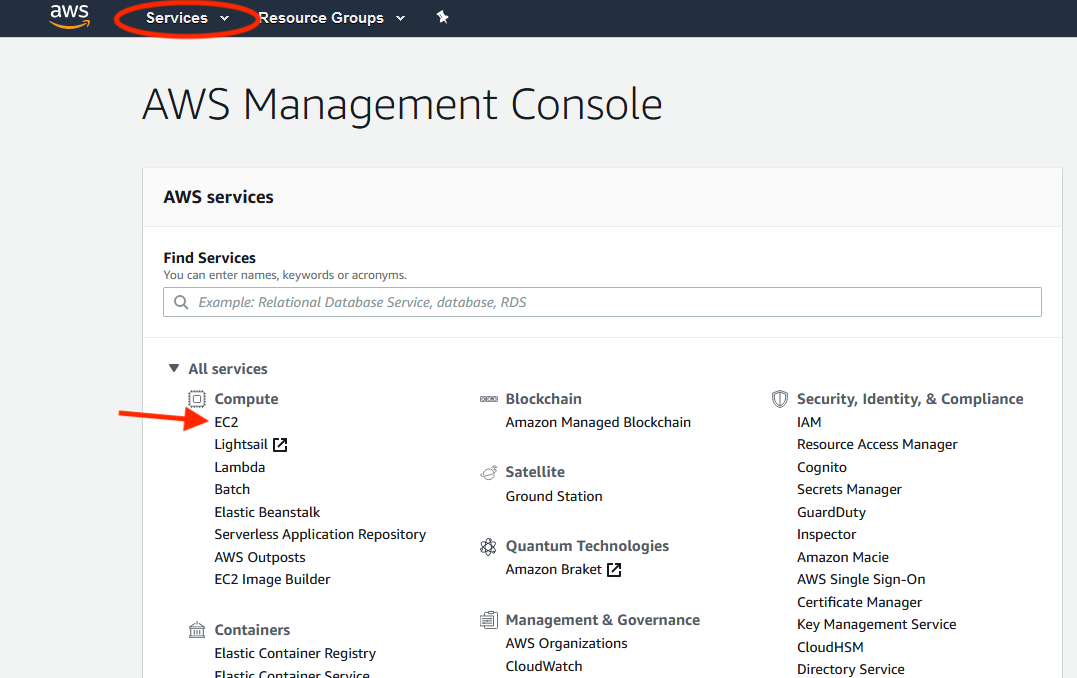 aws
Services Resource Groups
AWS Management Console
AWS services
Find Services
You can enter names, keywords or acronyms.
Example: Relational Database Service, database, RDS
All services
Compute
EC2
Lightsail
Lambda
Batch
Elastic Beanstalk
Serverless Application Repository
AWS Outposts
EC2 Image Builder
Containers
Elastic Container Registry
Elastic Container Service
Blockchain
Amazon Managed Blockchain
Satellite
Ground Station
Quantum Technologies
Amazon Braket
Management & Governance
AWS Organizations
CloudWatch
Security, Identity, & Compliance
IAM
Resource Access Manager
Cognito
Secrets Manager
GuardDuty
Inspector
Amazon Macie
AWS Single Sign-On
Certificate Manager
Key Management Service
CloudHSM
Directory Service